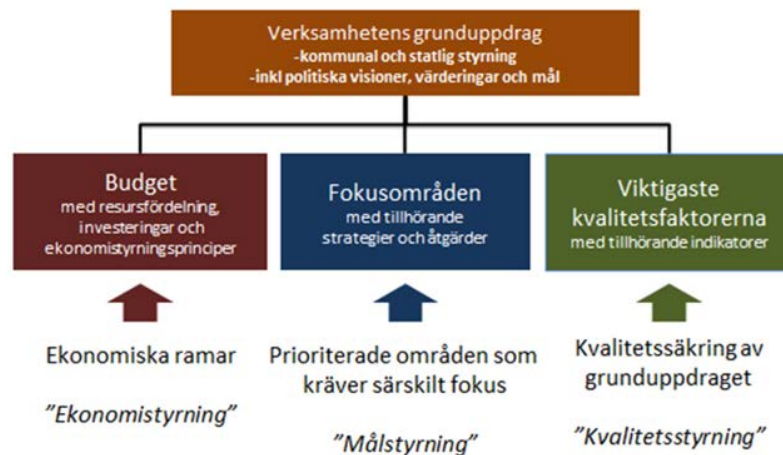 Verksamhetens grunduppdrag
-kommunal och statlig styrning
-inkl politiska visioner, värderingar och mål
Budget
med resursfördelning,
investeringar och
ekonomistyrningsprinciper
Fokusområden
med tillhörande
strategier och åtgärder
Viktigaste
kvalitetsfaktorerna
med tillhörande indikatorer
Ekonomiska ramar
”Ekonomistyrning”
Prioriterade områden som
kräver särskilt fokus
”Målstyrning”
Kvalitetssäkring av
grunduppdraget
”Kvalitetsstyrning”